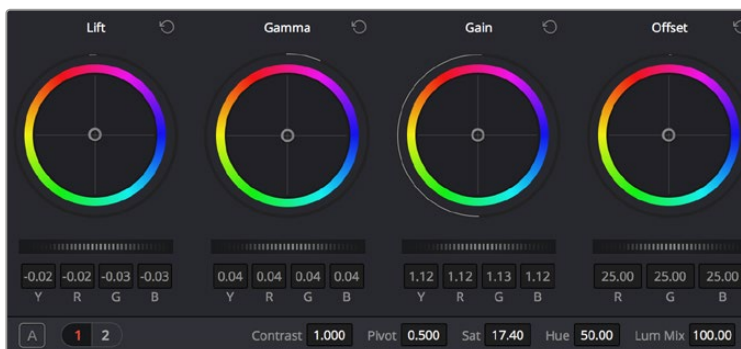 Lift Gamma Gain Offset
-0.02 -0.02 -0.03 -0.03 0.04 0.04 0.04 0.04 1.12 1.12 1.13 1.12 25.00 25.00 25.00
Y R G B Y R G B Y R G B R G B
A 1 2 Contrast 1.000 Pivot 0.500 Sat 17.40 Hue 50.00 Lum Mix 100.00